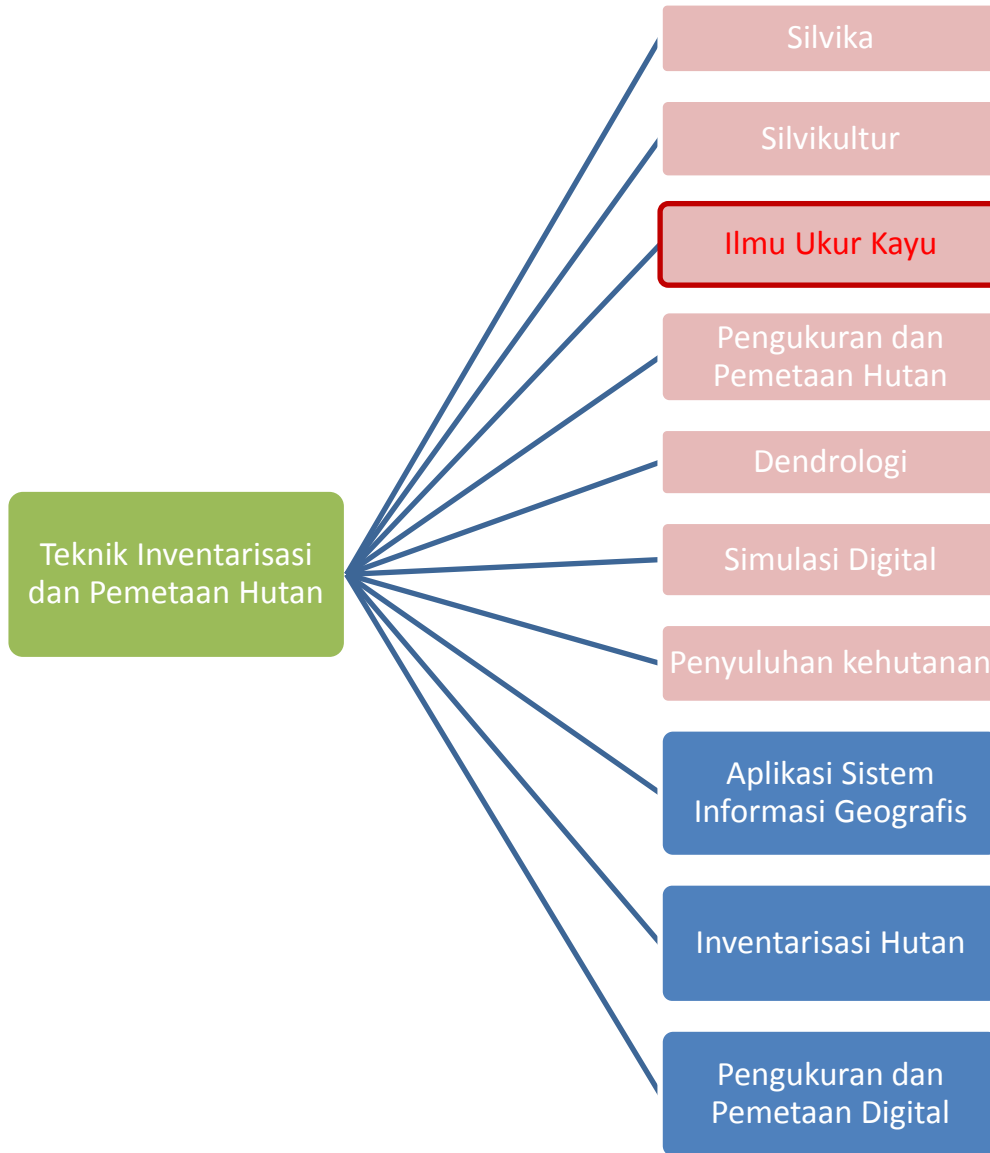 Silvika
Silvikultur
Ilmu Ukur Kayu
Pengukuran dan
Pemetaan Hutan
Dendrologi
Teknik Inventarisasi
dan Pemetaan Hutan
Simulasi Digital
Penyuluhan kehutanan
Aplikasi Sistem
Informasi Geografis
Inventarisasi Hutan
Pengukuran dan
Pemetaan Digital